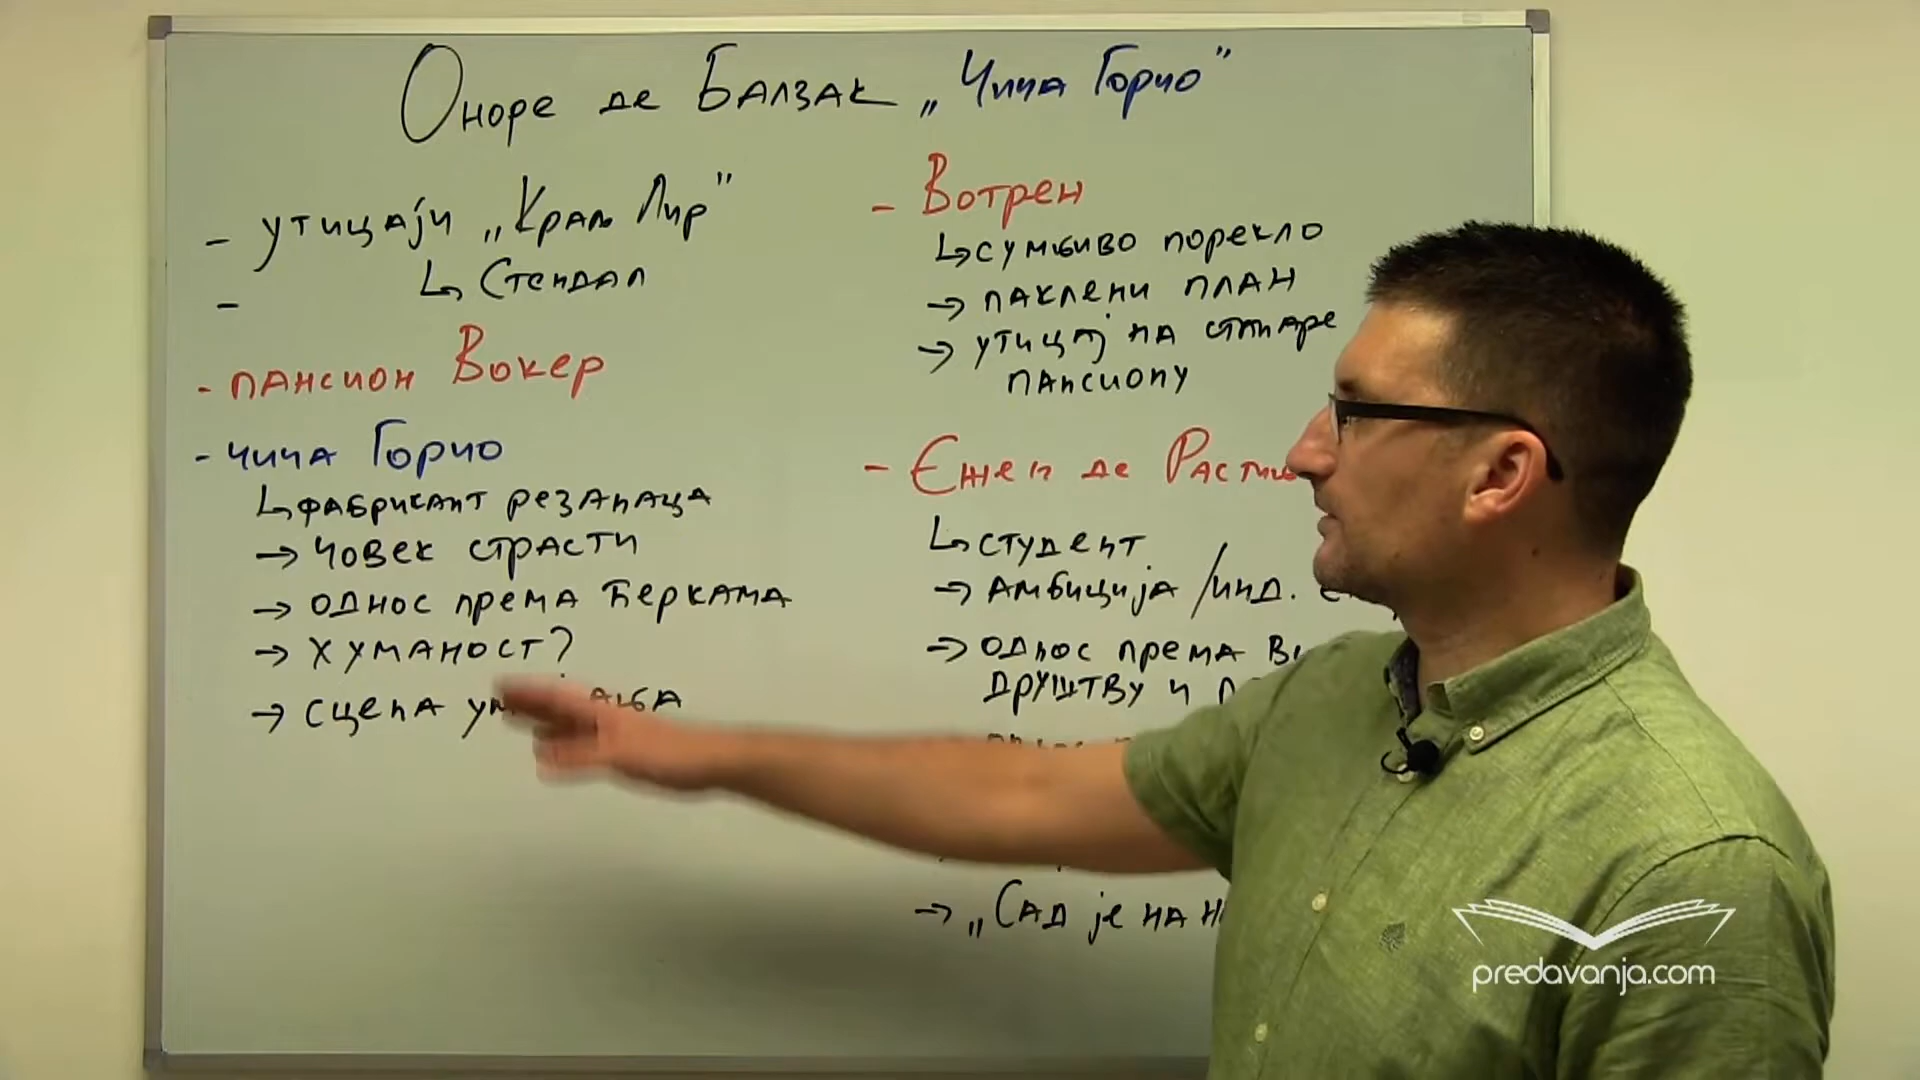 Оноре де Балзак „Чича Горио”
- утицаји „Краљ Лир”
↳ Стендал
-
- пансион Вокер
- чича Горио
↳ фабрикант резанаца
→ човек страсти
→ однос према ћеркама
→ хуманост?
→ сцена
- Вотрен
↳ сумњиво порекло
→ паклени план
→ утицај на станаре
пансиону
- Ежен де
↳ студент
→ амбиција / инд.
→ однос према
друштву и
→ „Сад је на
predavanja.com